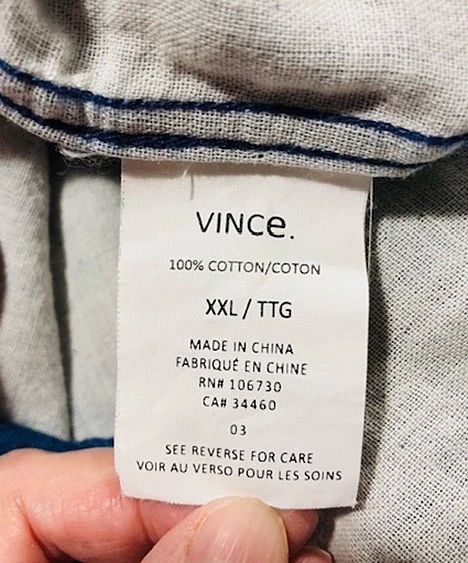 VINCe.
100% COTTON/COTON
XXL / TTG
MADE IN CHINA
FABRIQUÉ EN CHINE
RN# 106730
CA# 34460
03
SEE REVERSE FOR CARE
VOIR AU VERSO POUR LES SOINS